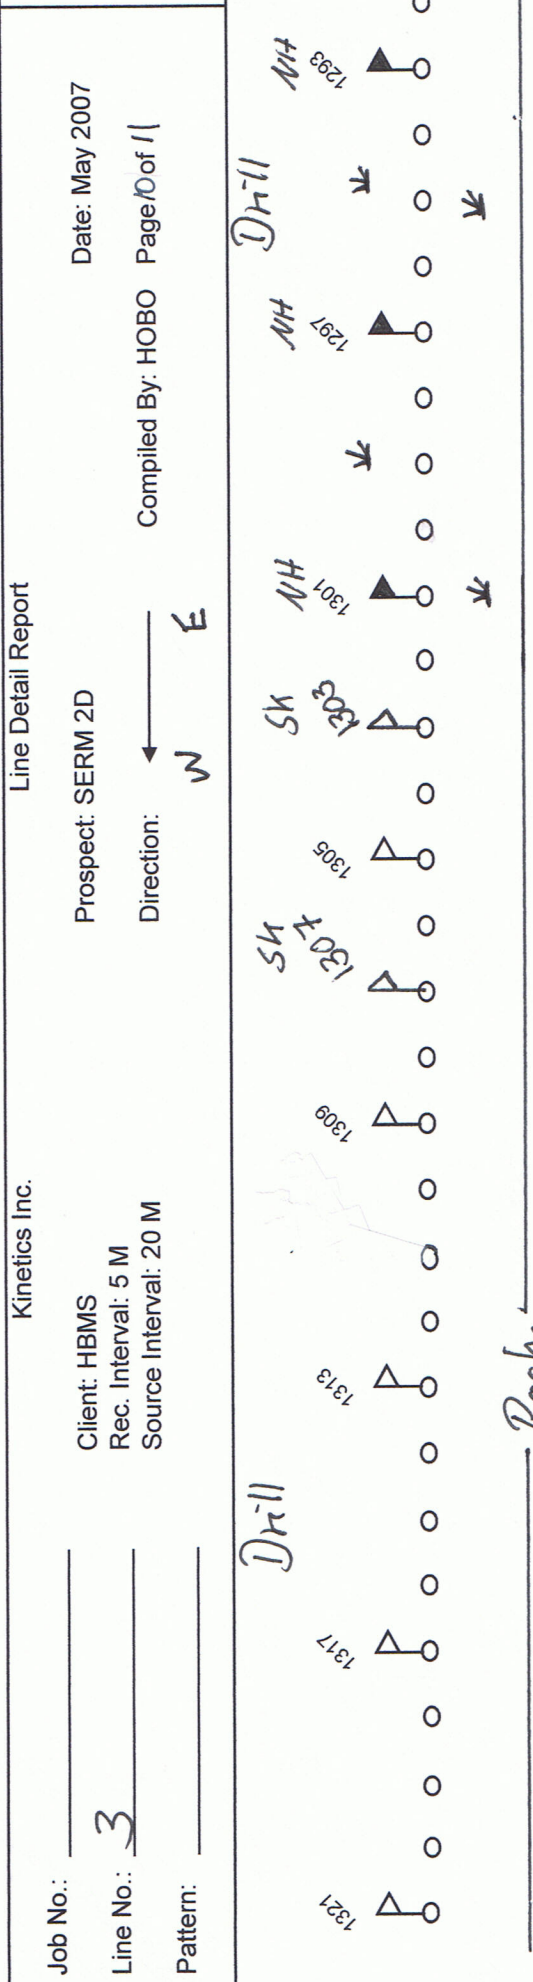 Kinetics Inc.
Line Detail Report
Job No.:
Client: HBMS
Prospect: SERM 2D
Date: May 2007
Line No.: 3
Rec. Interval: 5 M
Direction:
Compiled By: HOBO
Page 10 of 11
Pattern:
Source Interval: 20 M
W E
Drill
SK
SK
NH
NH
Drill
NH
1321
1317
1313
1309
1307
1305
1303
1301
1297
1293